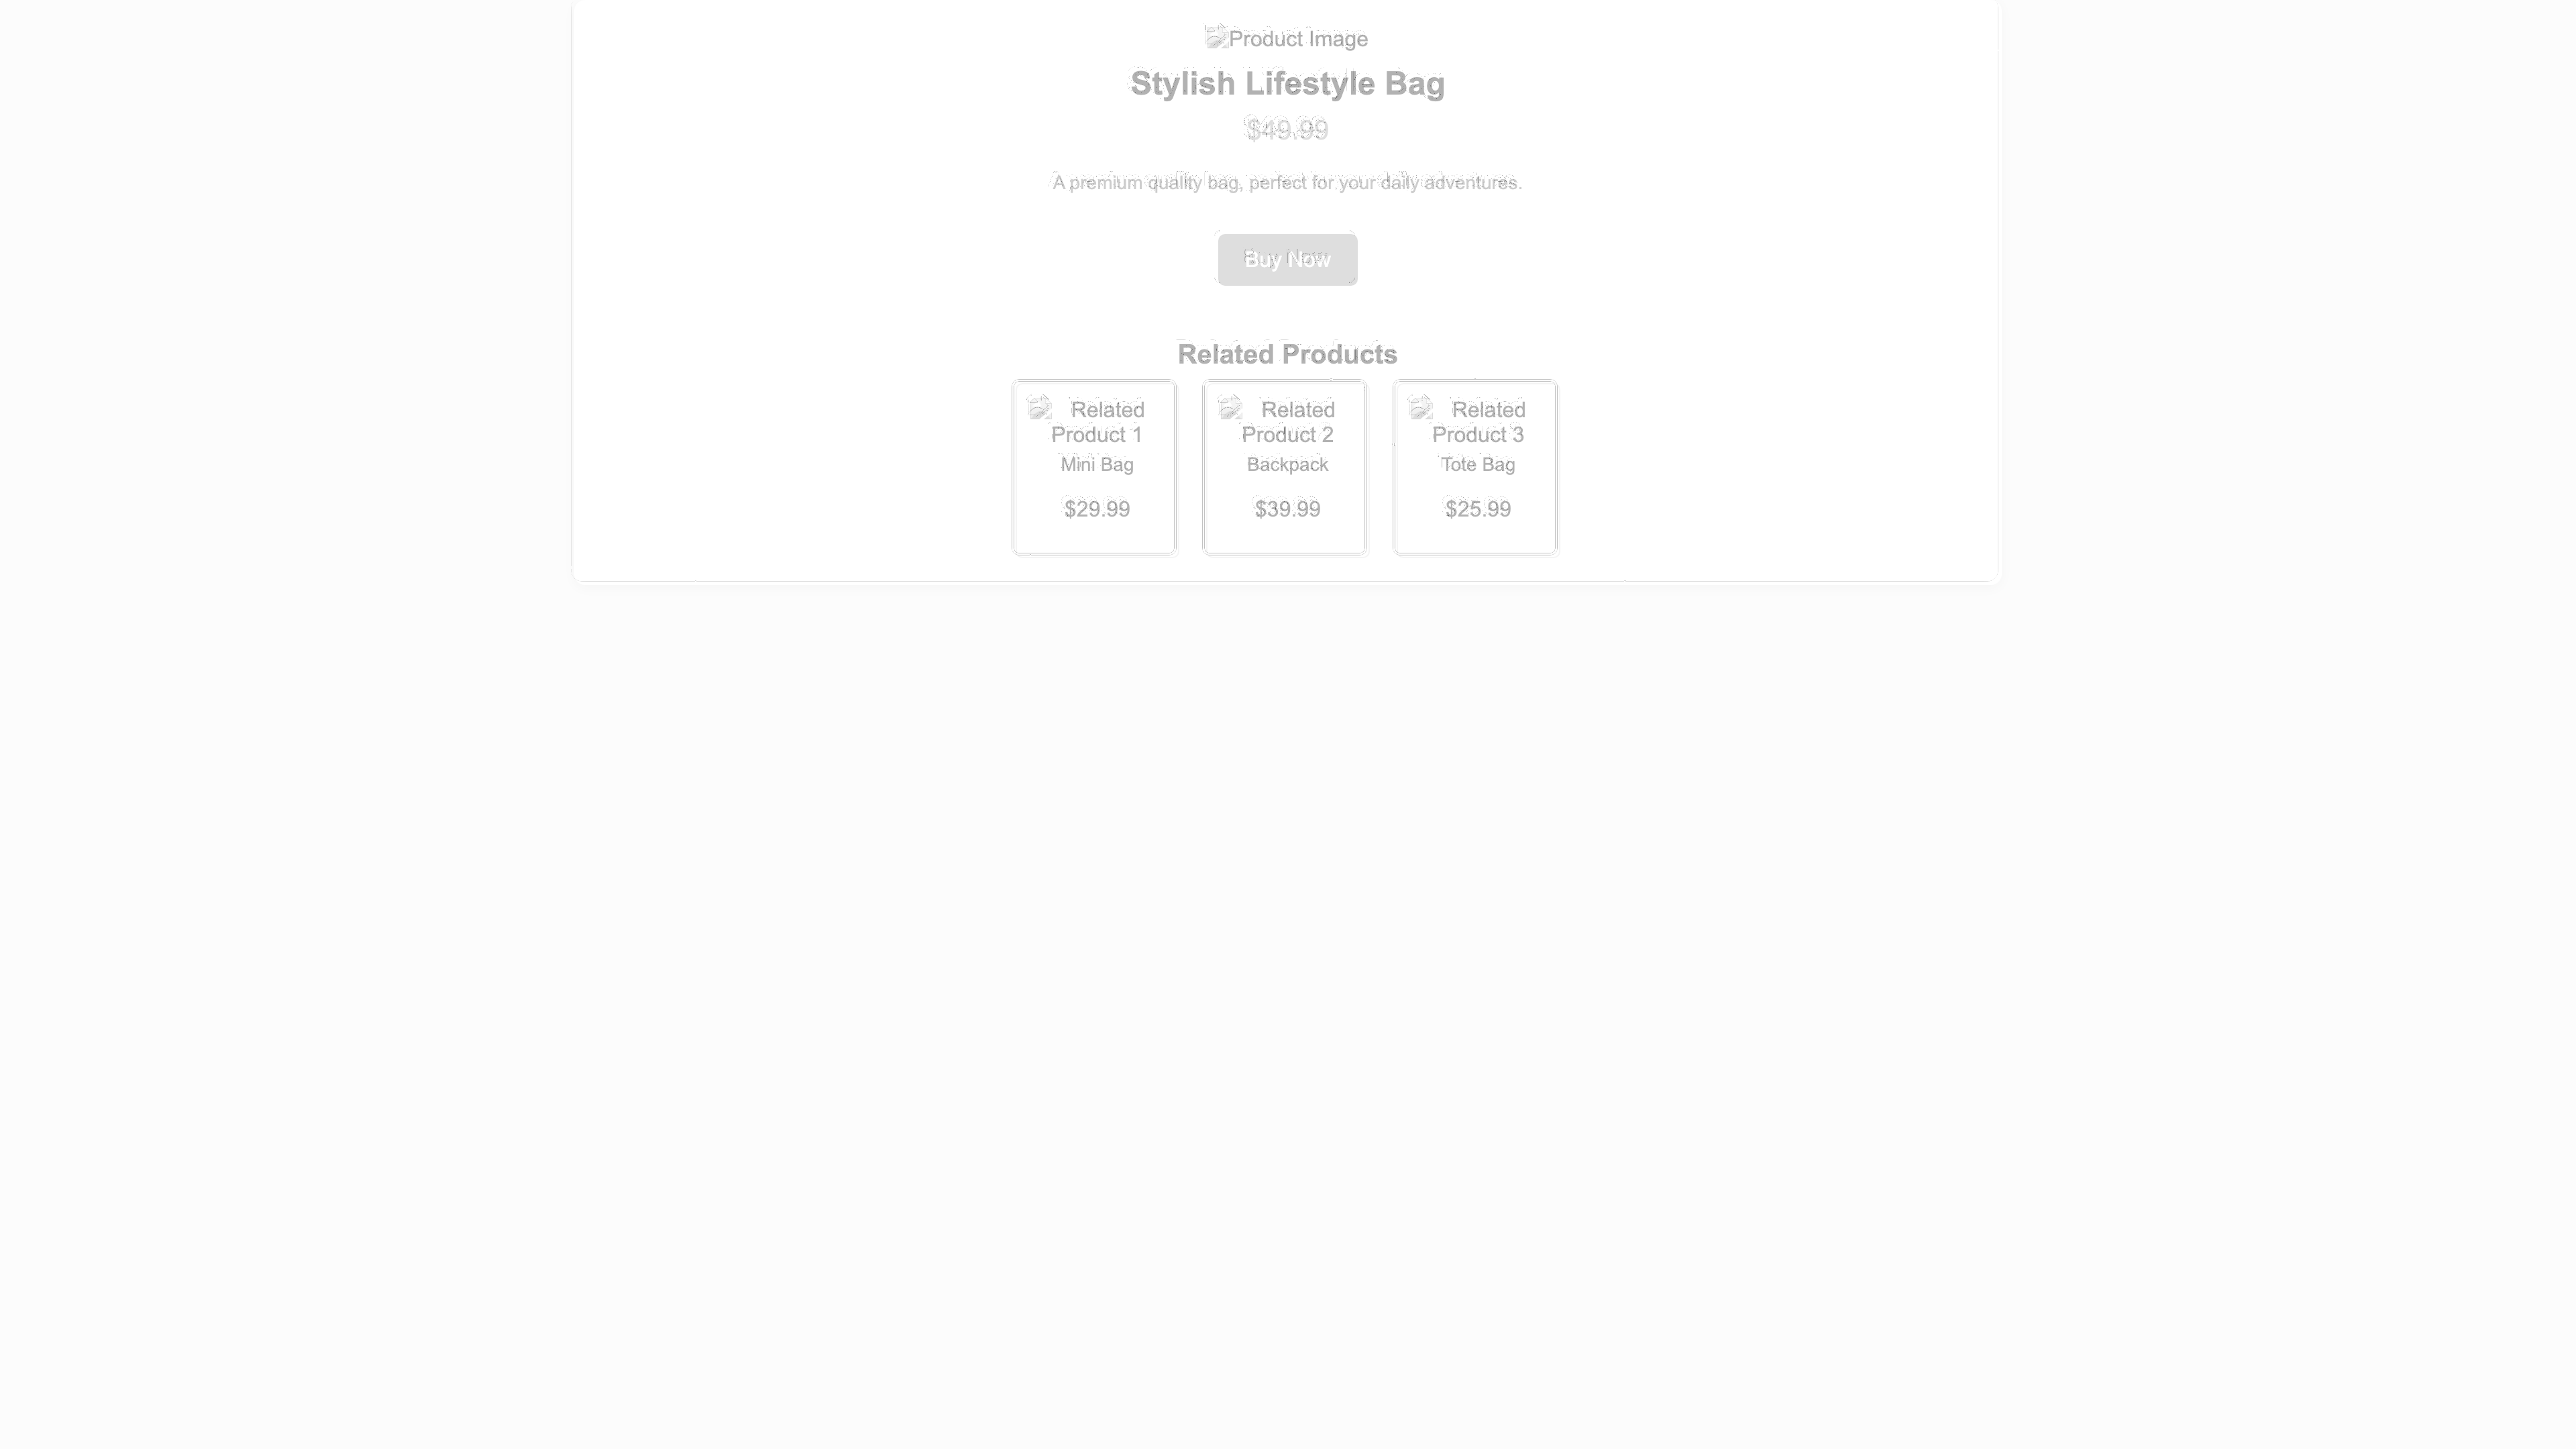 Product Image
Stylish Lifestyle Bag
$49.99
A premium quality bag, perfect for your daily adventures.
Buy Now
Related Products
Related
Product 1
Mini Bag
$29.99
Related
Product 2
Backpack
$39.99
Related
Product 3
Tote Bag
$25.99